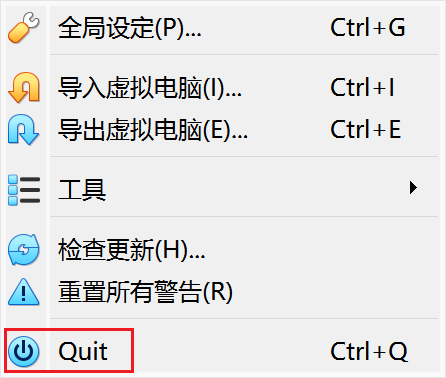 全局设定(P)... Ctrl+G
导入虚拟电脑(I)... Ctrl+I
导出虚拟电脑(E)... Ctrl+E
工具
检查更新(H)...
重置所有警告(R)
Quit Ctrl+Q